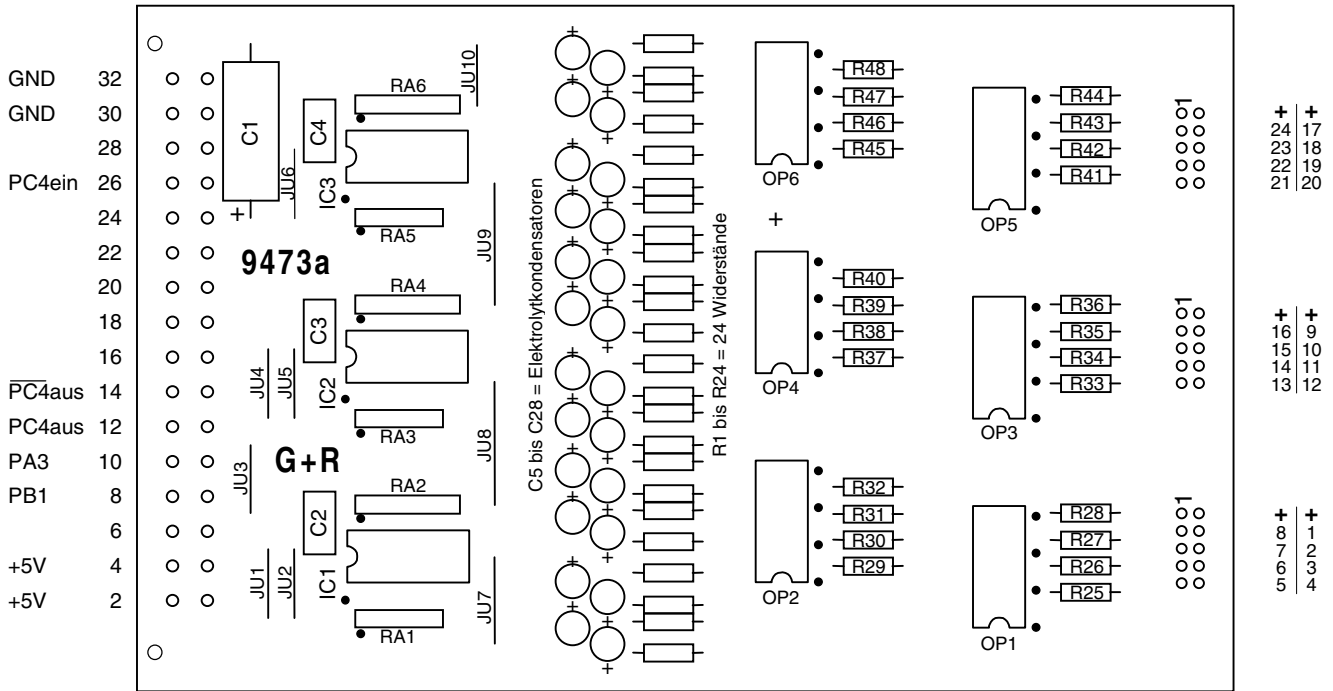 GND 32
GND 30
28
PC4ein 26
24
22
20
18
16
PC4aus 14
PC4aus 12
PA3 10
PB1 8
6
+5V 4
+5V 2
C1
+
C4
RA6
JU10
JU6
IC3
RA5
9473a
JU9
RA4
C3
JU4
JU5
IC2
RA3
JU3
G+R
JU8
RA2
C2
JU1
JU2
IC1
RA1
JU7
C5 bis C28 = Elektrolytkondensatoren
R1 bis R24 = 24 Widerstände
R48
R47
R46
R45
OP6
+
R40
R39
R38
R37
OP4
R32
R31
R30
R29
OP2
R44
R43
R42
R41
OP5
R36
R35
R34
R33
OP3
R28
R27
R26
R25
OP1
1
1
1
+ +
24 17
23 18
22 19
21 20
+ +
16 9
15 10
14 11
13 12
+ +
8 1
7 2
6 3
5 4